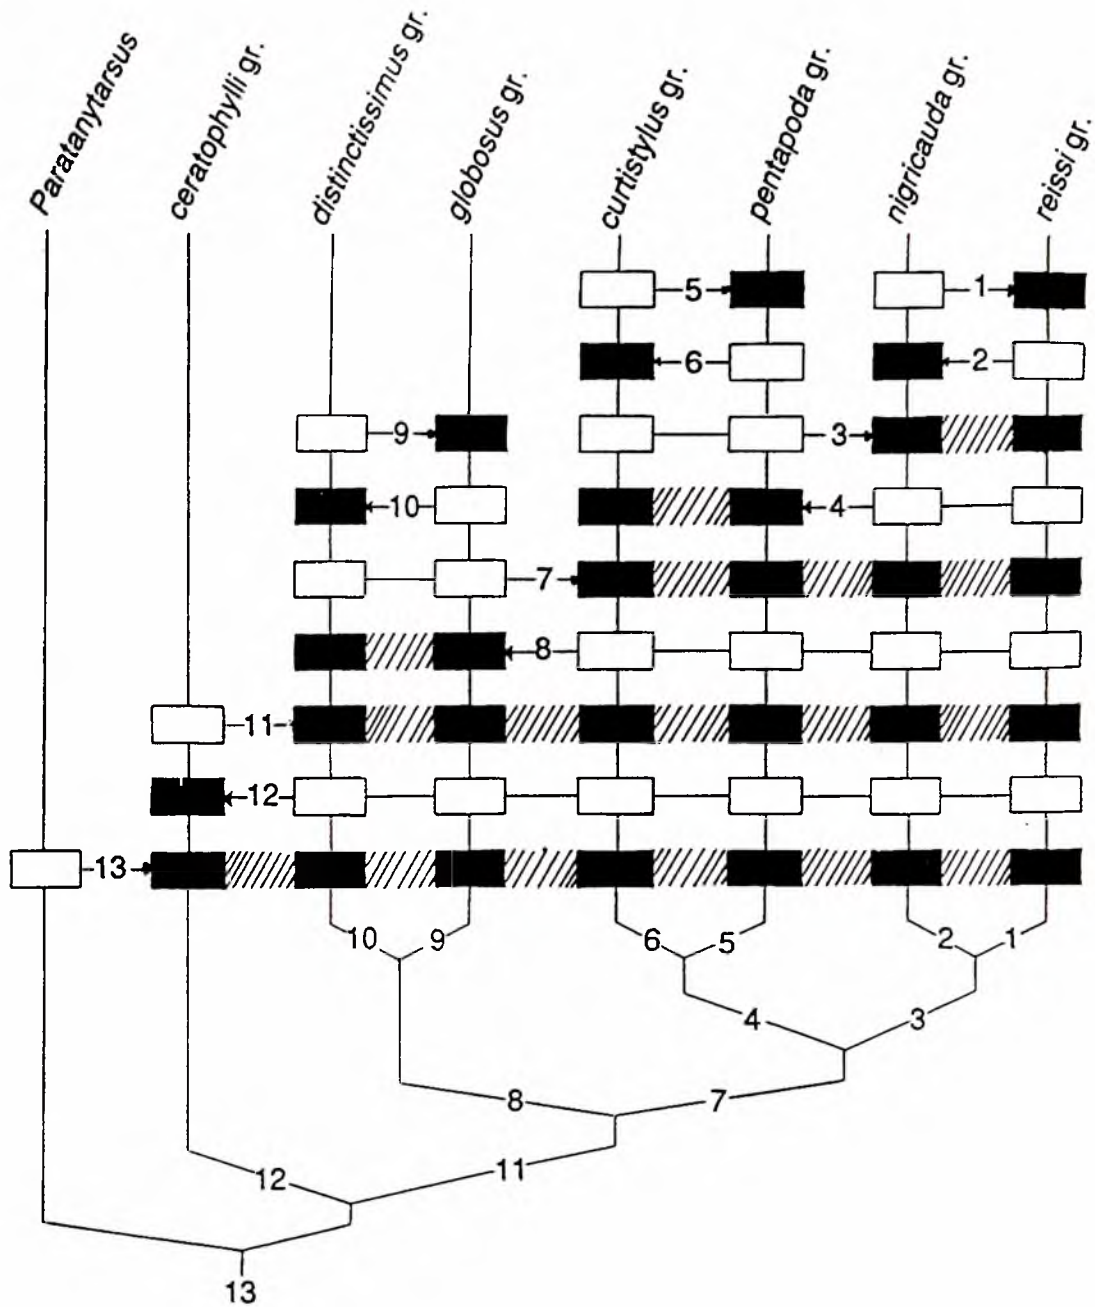 Paratanytarsus
ceratophylli gr.
distinctissimus gr.
globosus gr.
curtistylus gr.
pentapoda gr.
nigricauda gr.
reissi gr.
5 1
6 2
9 3
10 4
7
8
11
12
13
10 9 6 5 2 1
4 3
8 7
12 11
13